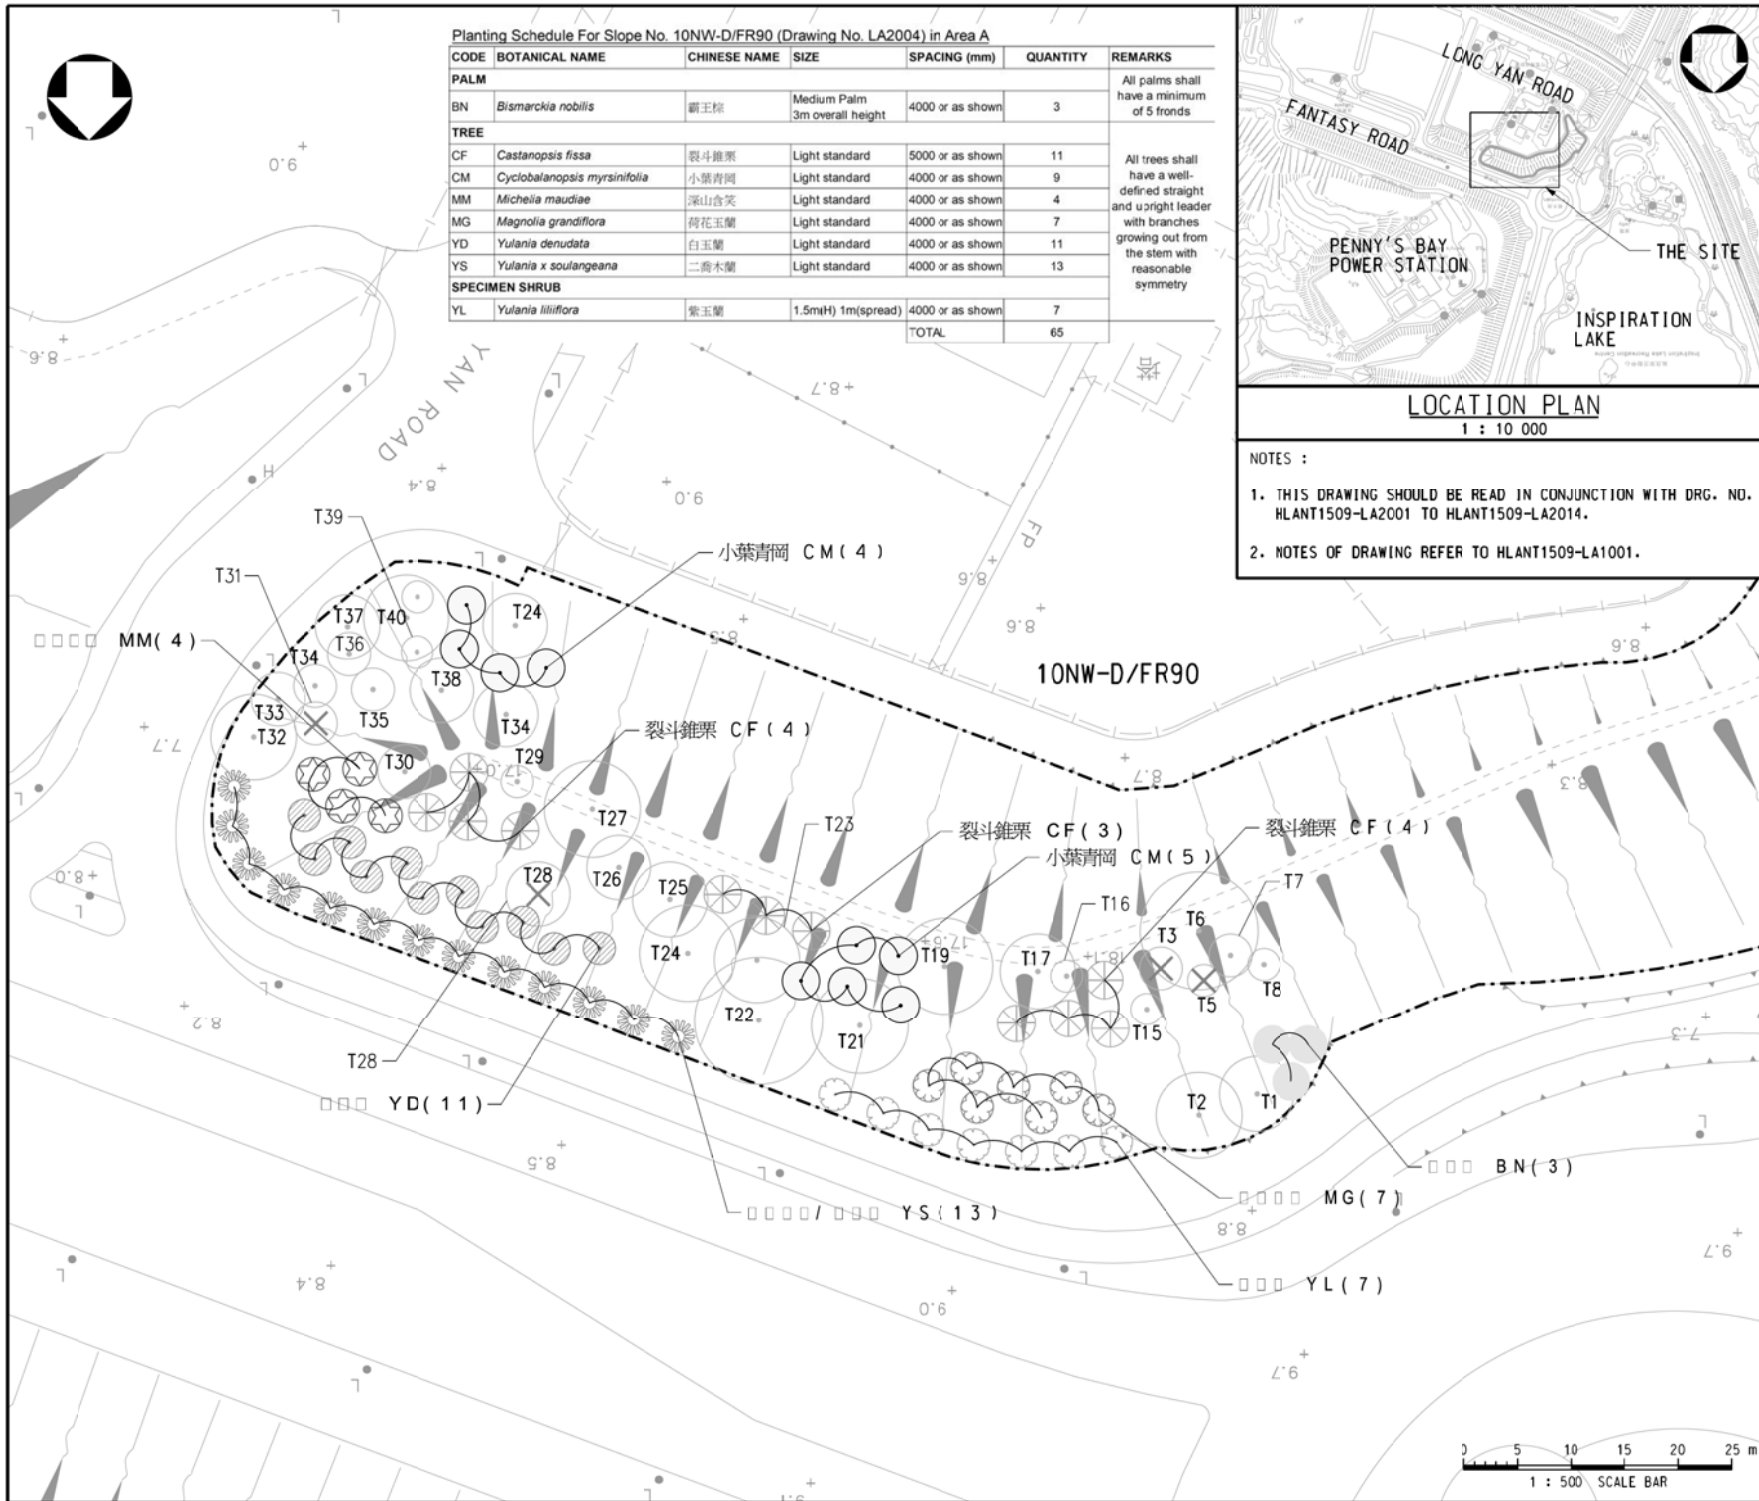 Planting Schedule For Slope No. 10NW-D/FR90 (Drawing No. LA2004) in Area A
CODE BOTANICAL NAME CHINESE NAME SIZE SPACING (mm) QUANTITY REMARKS
PALM
BN Bismarckia nobilis 霸王棕 Medium Palm 3m overall height 4000 or as shown 3
All palms shall
have a minimum
of 5 fronds
TREE
CF Castanopsis fissa 裂斗錐栗 Light standard 5000 or as shown 11
CM Cyclobalanopsis myrsinifolia 小葉青岡 Light standard 4000 or as shown 9
MM Michelia maudiae 深山含笑 Light standard 4000 or as shown 4
MG Magnolia grandiflora 荷花玉蘭 Light standard 4000 or as shown 7
YD Yulania denudata 白玉蘭 Light standard 4000 or as shown 11
YS Yulania x soulangeana 二喬木蘭 Light standard 4000 or as shown 13
All trees shall
have a well-
defined straight
and upright leader
with branches
growing out from
the stem with
reasonable
symmetry
SPECIMEN SHRUB
YL Yulania liliiflora 紫玉蘭 1.5m(H) 1m(spread) 4000 or as shown 7
TOTAL 65
LONG YAN ROAD
FANTASY ROAD
PENNY'S BAY
POWER STATION
THE SITE
INSPIRATION
LAKE
LOCATION PLAN
1 : 10 000
NOTES :
1. THIS DRAWING SHOULD BE READ IN CONJUNCTION WITH DRG. NO.
HLANT1509-LA2001 TO HLANT1509-LA2014.
2. NOTES OF DRAWING REFER TO HLANT1509-LA1001.
9.0
8.6
YAN ROAD
8.7
塔
8.4
H
9.0
FP
8.6
8.6
8.5
8.6
10NW-D/FR90
T39
小葉青岡 CM(4)
T31
T37
T40
T24
T36
MM(4)
T34
T38
T35
T33
T32
T34
裂斗錐栗 CF(4)
7.7
T30
T29
17.0
8.7
8.3
T27
T23
裂斗錐栗 CF(3)
裂斗錐栗 CF(4)
小葉青岡 CM(5)
8.0
T28
T26
T25
T7
T16
T6
T24
T19
17.6
T17
18.1
T3
T8
T5
T15
T22
T21
8.2
7.3
T28
YD(11)
T2
T1
8.5
BN(3)
MG(7)
YS(13)
8.8
YL(7)
9.7
8.4
9.0
9.7
0 5 10 15 20 25 m
1 : 500 SCALE BAR